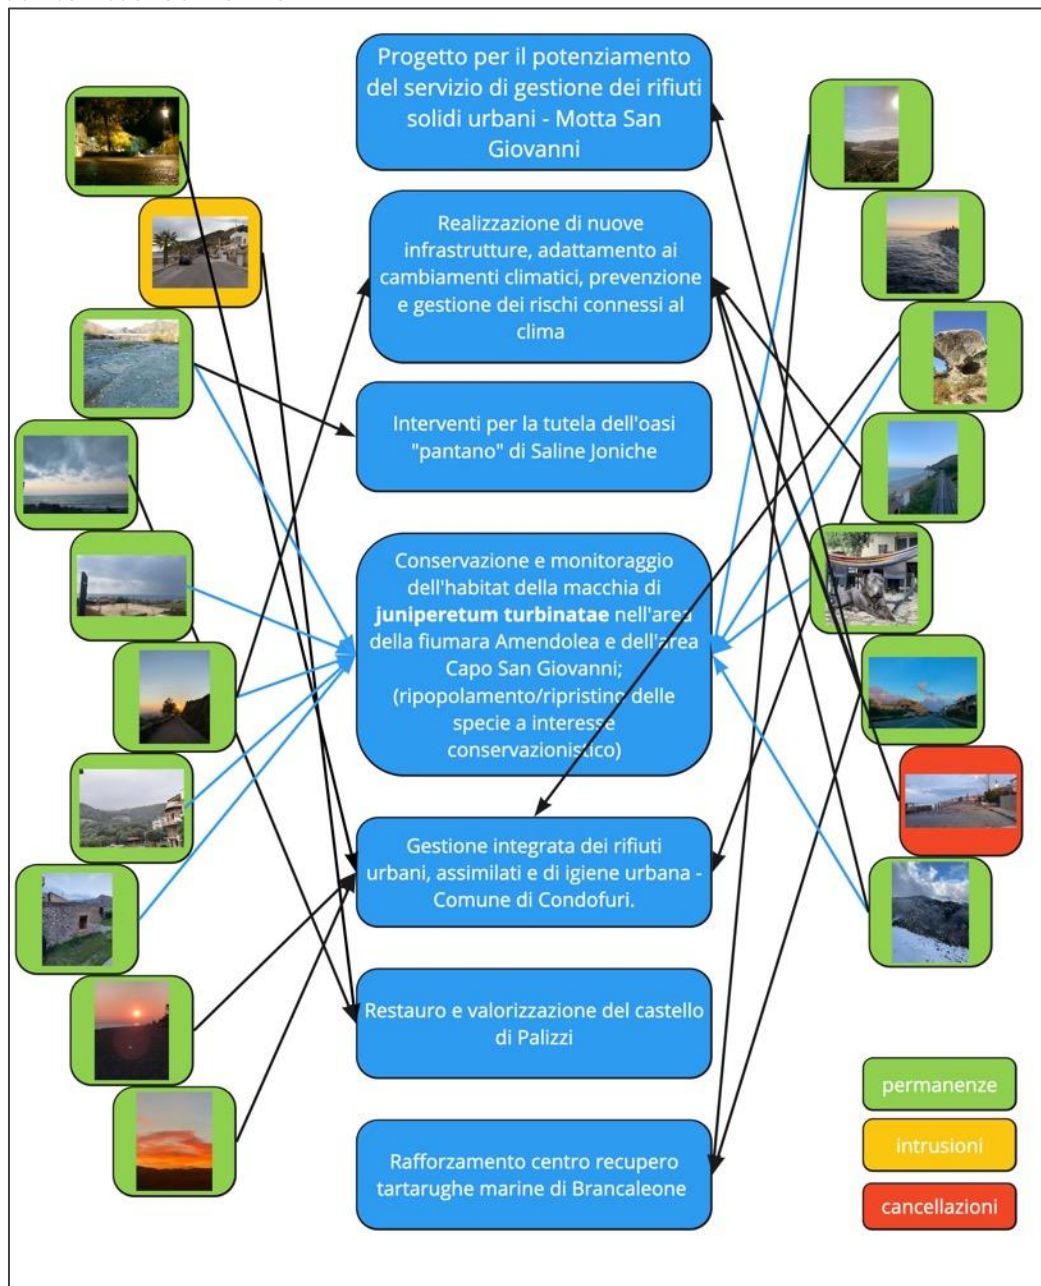 Progetto per il potenziamento
del servizio di gestione dei rifiuti
solidi urbani - Motta San
Giovanni
Realizzazione di nuove
infrastrutture, adattamento ai
cambiamenti climatici, prevenzione
e gestione dei rischi connessi al
clima
Interventi per la tutela dell'oasi
"pantano" di Saline Joniche
Conservazione e monitoraggio
dell'habitat della macchia di
juniperetum turbinatae nell'area
della fiumara Amendolea e dell'area
Capo San Giovanni;
(ripopolamento/ripristino delle
specie a interesse
conservazionistico)
Gestione integrata dei rifiuti
urbani, assimilati e di igiene urbana -
Comune di Condofuri.
Restauro e valorizzazione del castello
di Palizzi
Rafforzamento centro recupero
tartarughe marine di Brancaleone
permanenze
intrusioni
cancellazioni